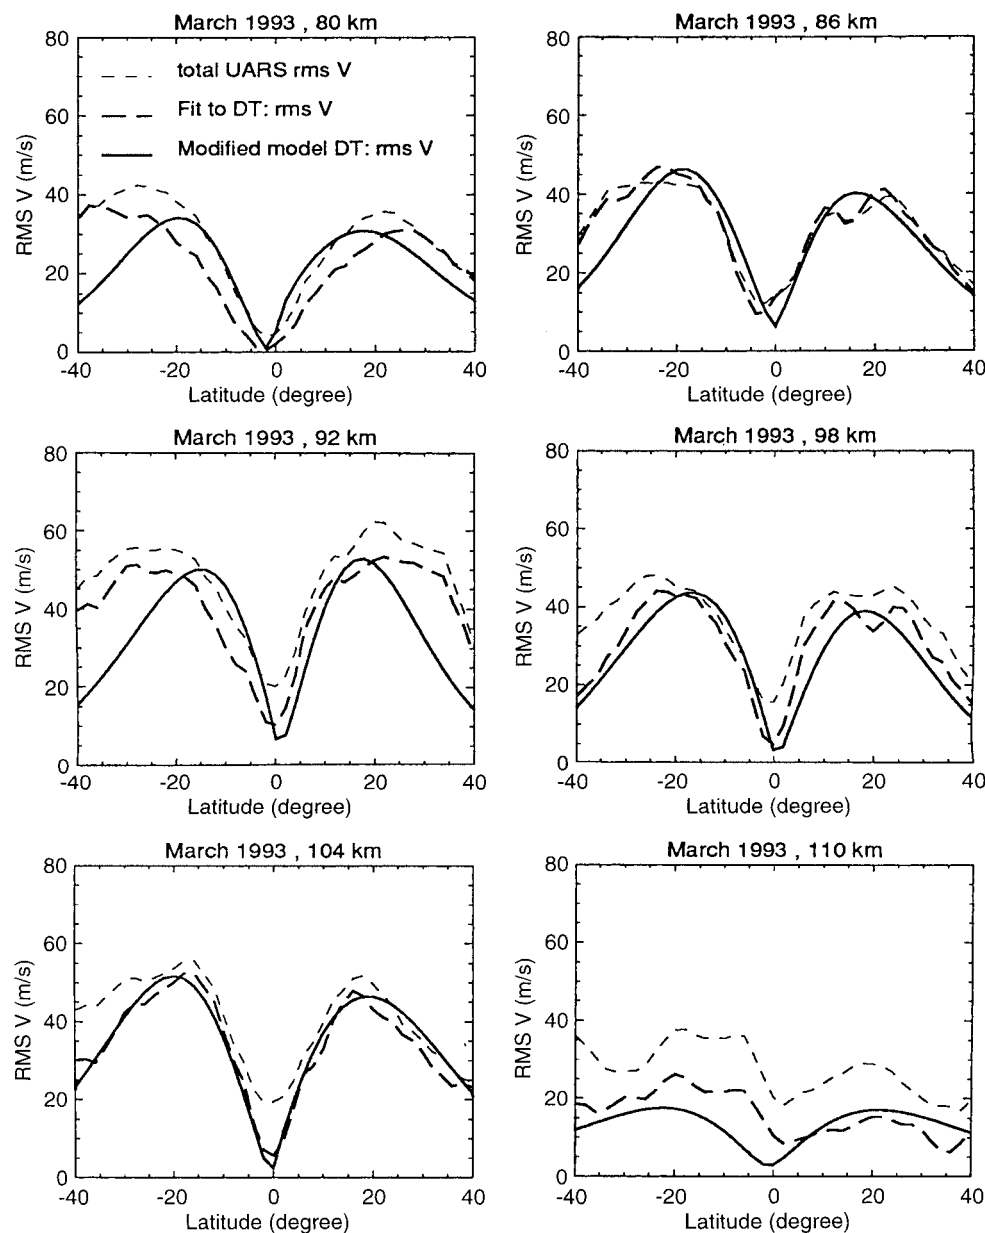 March 1993 , 80 km
80
60
40
20
0
RMS V (m/s)
total UARS rms V
Fit to DT: rms V
Modified model DT: rms V
-40 -20 0 20 40
Latitude (degree)
March 1993 , 86 km
80
60
40
20
0
RMS V (m/s)
-40 -20 0 20 40
Latitude (degree)
March 1993 , 92 km
80
60
40
20
0
RMS V (m/s)
-40 -20 0 20 40
Latitude (degree)
March 1993 , 98 km
80
60
40
20
0
RMS V (m/s)
-40 -20 0 20 40
Latitude (degree)
March 1993 , 104 km
80
60
40
20
0
RMS V (m/s)
-40 -20 0 20 40
Latitude (degree)
March 1993 , 110 km
80
60
40
20
0
RMS V (m/s)
-40 -20 0 20 40
Latitude (degree)